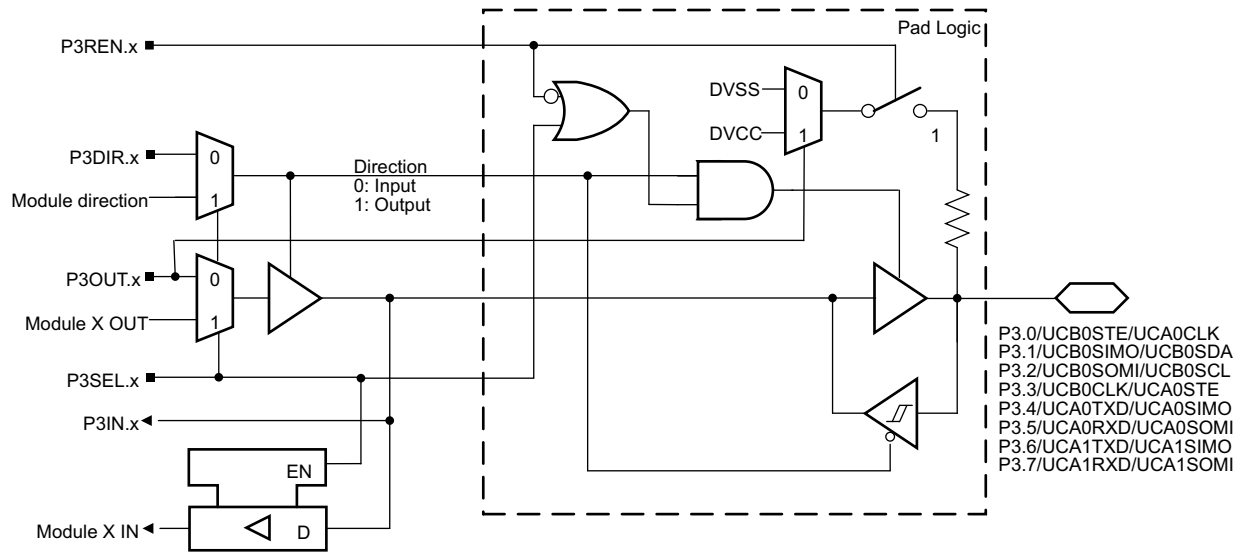 Pad Logic
P3REN.x
DVSS
0
DVCC
1
1
P3DIR.x
0
Module direction
1
Direction
0: Input
1: Output
P3OUT.x
0
Module X OUT
1
P3SEL.x
P3IN.x
EN
Module X IN
D
P3.0/UCB0STE/UCA0CLK
P3.1/UCB0SIMO/UCB0SDA
P3.2/UCB0SOMI/UCB0SCL
P3.3/UCB0CLK/UCA0STE
P3.4/UCA0TXD/UCA0SIMO
P3.5/UCA0RXD/UCA0SOMI
P3.6/UCA1TXD/UCA1SIMO
P3.7/UCA1RXD/UCA1SOMI